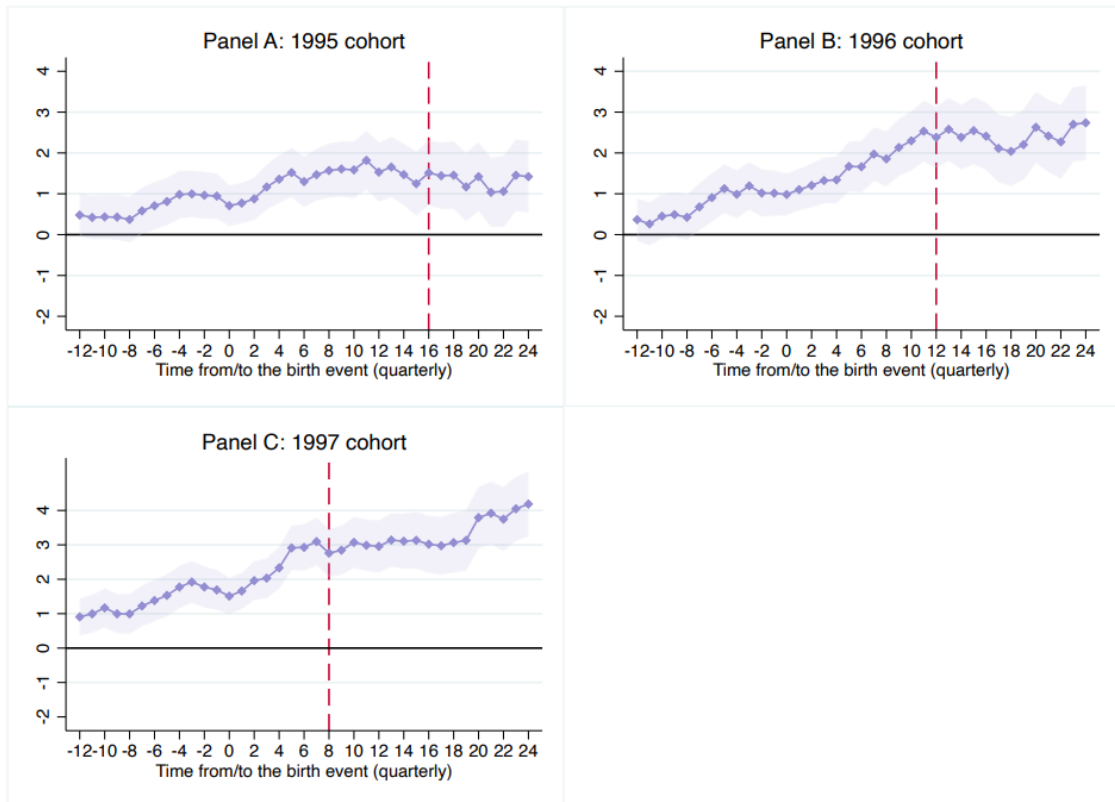 Panel A: 1995 cohort
4
3
2
1
0
-1
-2
-12 -10 -8 -6 -4 -2 0 2 4 6 8 10 12 14 16 18 20 22 24
Time from/to the birth event (quarterly)
Panel B: 1996 cohort
4
3
2
1
0
-1
-2
-12 -10 -8 -6 -4 -2 0 2 4 6 8 10 12 14 16 18 20 22 24
Time from/to the birth event (quarterly)
Panel C: 1997 cohort
4
3
2
1
0
-1
-2
-12 -10 -8 -6 -4 -2 0 2 4 6 8 10 12 14 16 18 20 22 24
Time from/to the birth event (quarterly)